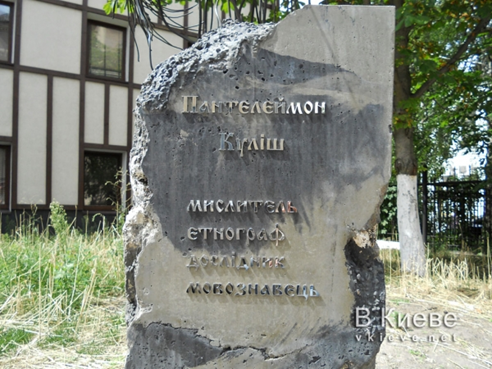 Пантелеймон
Куліш
мислитель
етнограф
дослідник
мовознавець
В Киеве
vkieve.net